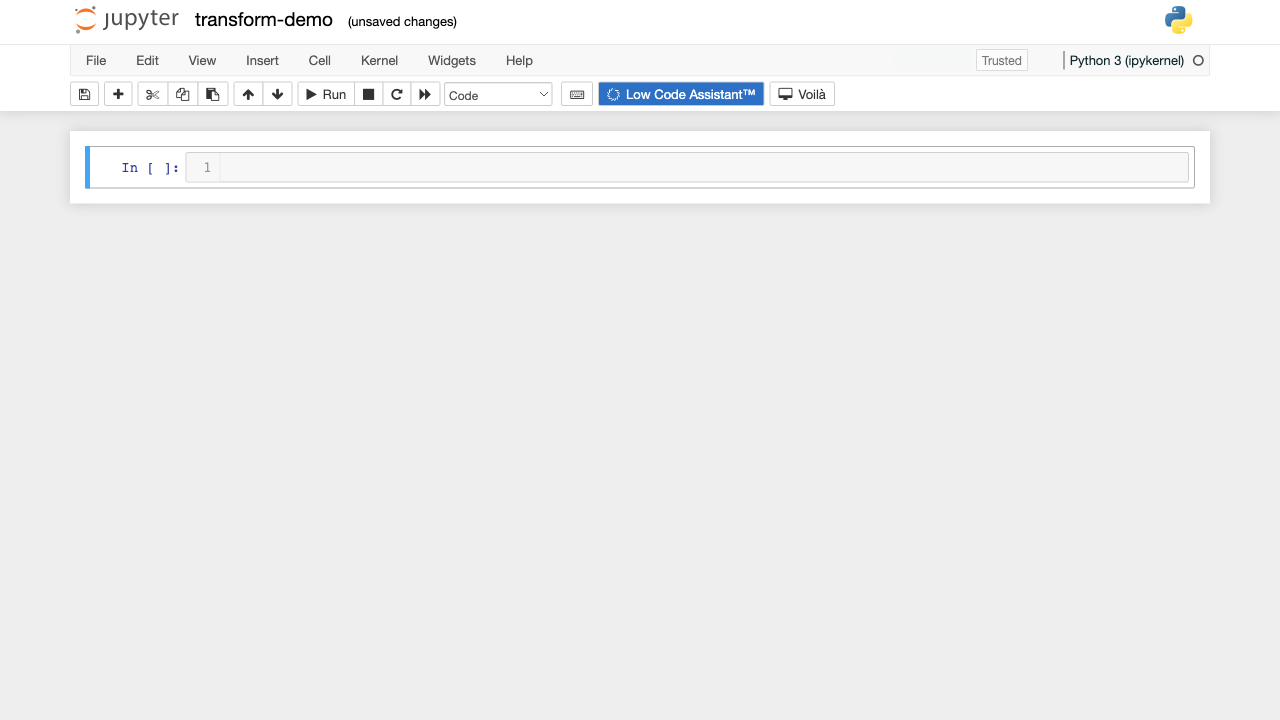 jupyter transform-demo (unsaved changes)
File Edit View Insert Cell Kernel Widgets Help Trusted Python 3 (ipykernel)
Run Code Low Code Assistant™ Voilà
In [ ]: 1